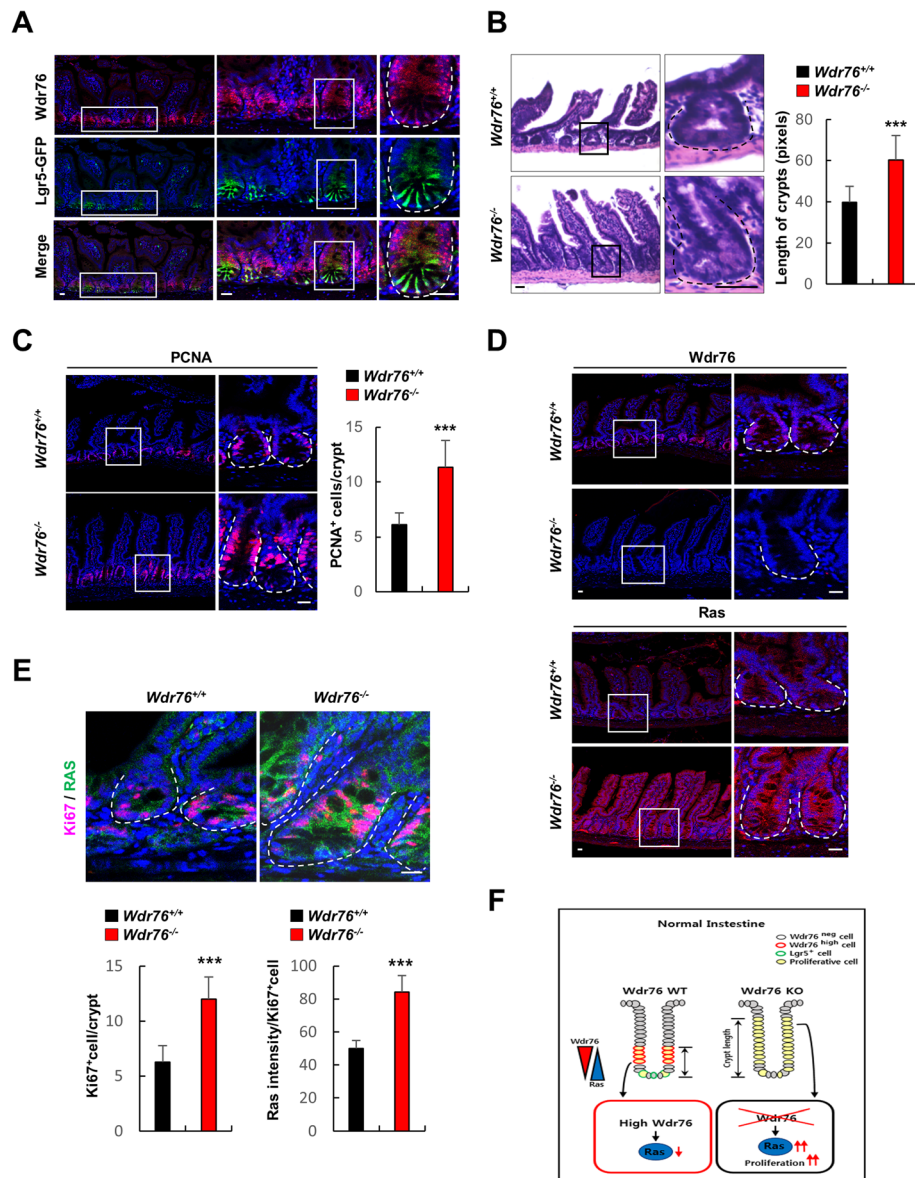 A
Wdr76
Lgr5-GFP
Merge
B
Wdr76+/+
Wdr76-/-
Wdr76+/+
Wdr76-/-
***
Length of crypts (pixels)
80
60
40
20
0
C
PCNA
Wdr76+/+
Wdr76-/-
Wdr76+/+
Wdr76-/-
***
PCNA+ cells/crypt
15
10
5
0
D
Wdr76
Wdr76+/+
Wdr76-/-
Ras
Wdr76+/+
Wdr76-/-
E
Wdr76+/+
Wdr76-/-
Ki67 / RAS
Wdr76+/+
Wdr76-/-
***
Ki67+cell/crypt
15
10
5
0
Wdr76+/+
Wdr76-/-
***
Ras intensity/Ki67+cell
100
80
60
40
20
0
F
Normal Instestine
Wdr76 neg cell
Wdr76 high cell
Lgr5+ cell
Proliferative cell
Wdr76 WT
Wdr76 KO
Wdr76
Ras
Crypt length
High Wdr76
Ras
Wdr76
Ras
Proliferation